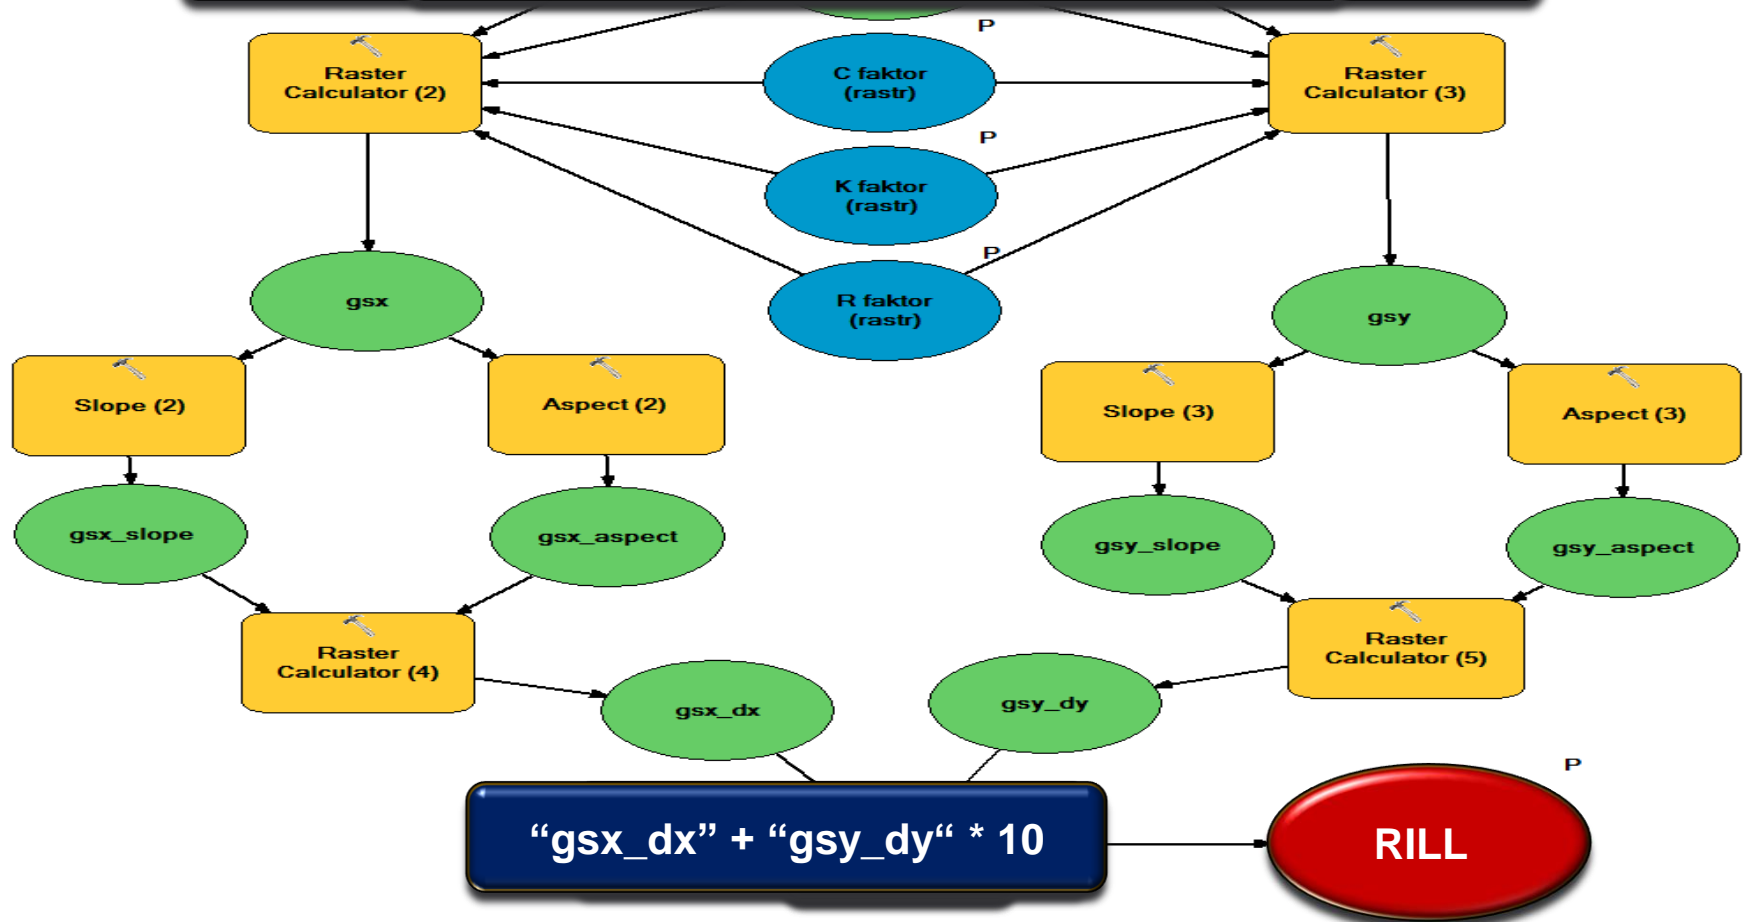 P
Raster
Calculator (2)
C faktor
(rastr)
Raster
Calculator (3)
P
K faktor
(rastr)
P
gsx
R faktor
(rastr)
gsy
Slope (2)
Aspect (2)
Slope (3)
Aspect (3)
gsx_slope
gsx_aspect
gsy_slope
gsy_aspect
Raster
Calculator (4)
Raster
Calculator (5)
gsx_dx
gsy_dy
P
“gsx_dx” + “gsy_dy“ * 10
RILL